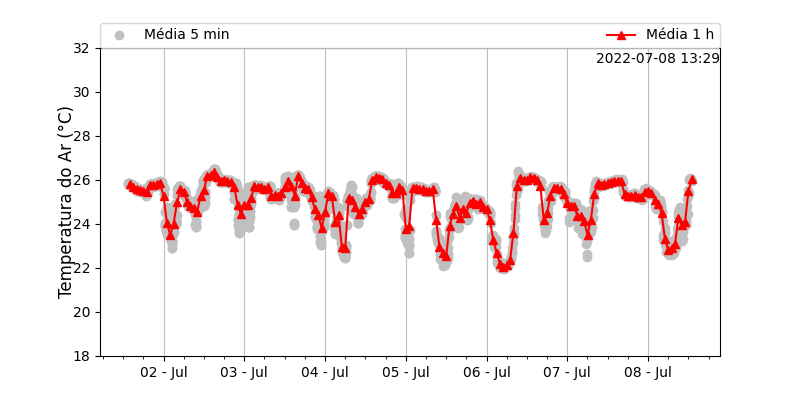 Média 5 min
Média 1 h
2022-07-08 13:29
Temperatura do Ar (°C)
32
30
28
26
24
22
20
18
02 - Jul
03 - Jul
04 - Jul
05 - Jul
06 - Jul
07 - Jul
08 - Jul